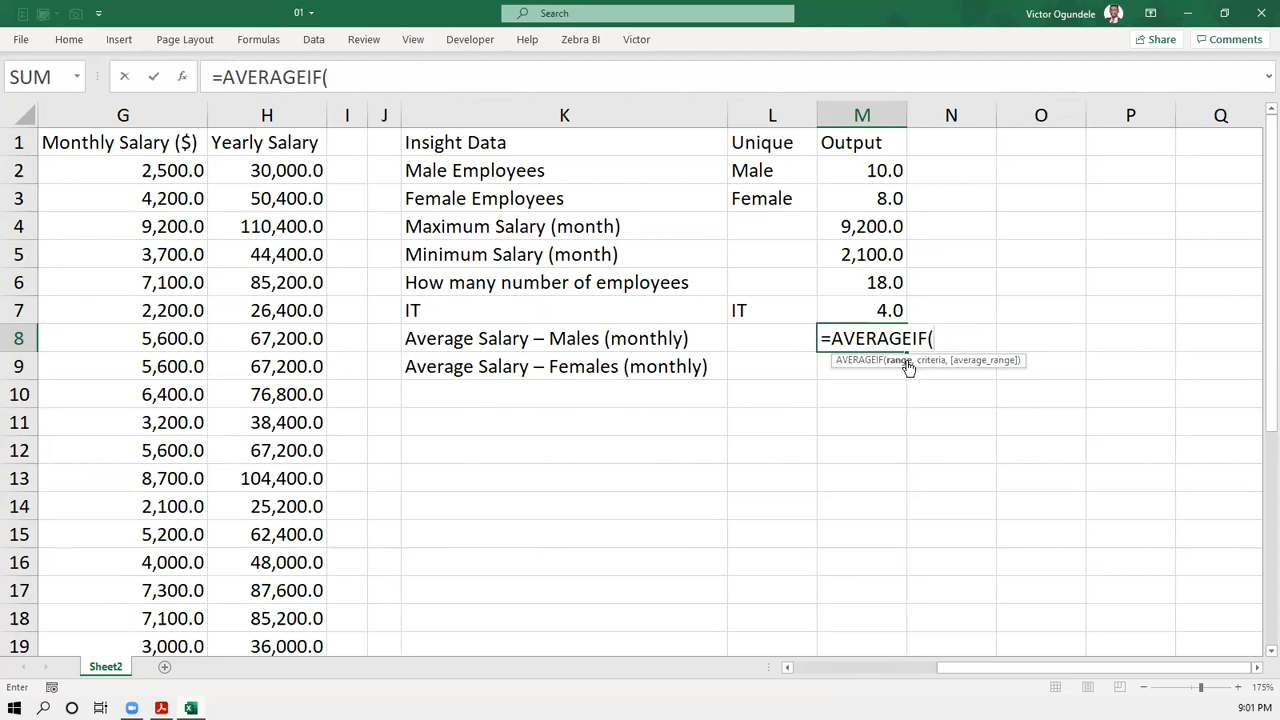 01 Search Victor Ogundele
File Home Insert Page Layout Formulas Data Review View Developer Help Zebra BI Victor Share Comments
SUM =AVERAGEIF(
G H I J K L M N O P Q
1 Monthly Salary ($) Yearly Salary Insight Data Unique Output
2 2,500.0 30,000.0 Male Employees Male 10.0
3 4,200.0 50,400.0 Female Employees Female 8.0
4 9,200.0 110,400.0 Maximum Salary (month) 9,200.0
5 3,700.0 44,400.0 Minimum Salary (month) 2,100.0
6 7,100.0 85,200.0 How many number of employees 18.0
7 2,200.0 26,400.0 IT IT 4.0
8 5,600.0 67,200.0 Average Salary – Males (monthly) =AVERAGEIF(
AVERAGEIF(range, criteria, [average_range])
9 5,600.0 67,200.0 Average Salary – Females (monthly)
10 6,400.0 76,800.0
11 3,200.0 38,400.0
12 5,600.0 67,200.0
13 8,700.0 104,400.0
14 2,100.0 25,200.0
15 5,200.0 62,400.0
16 4,000.0 48,000.0
17 7,300.0 87,600.0
18 7,100.0 85,200.0
19 3,000.0 36,000.0
Sheet2
Enter 175%
9:01 PM